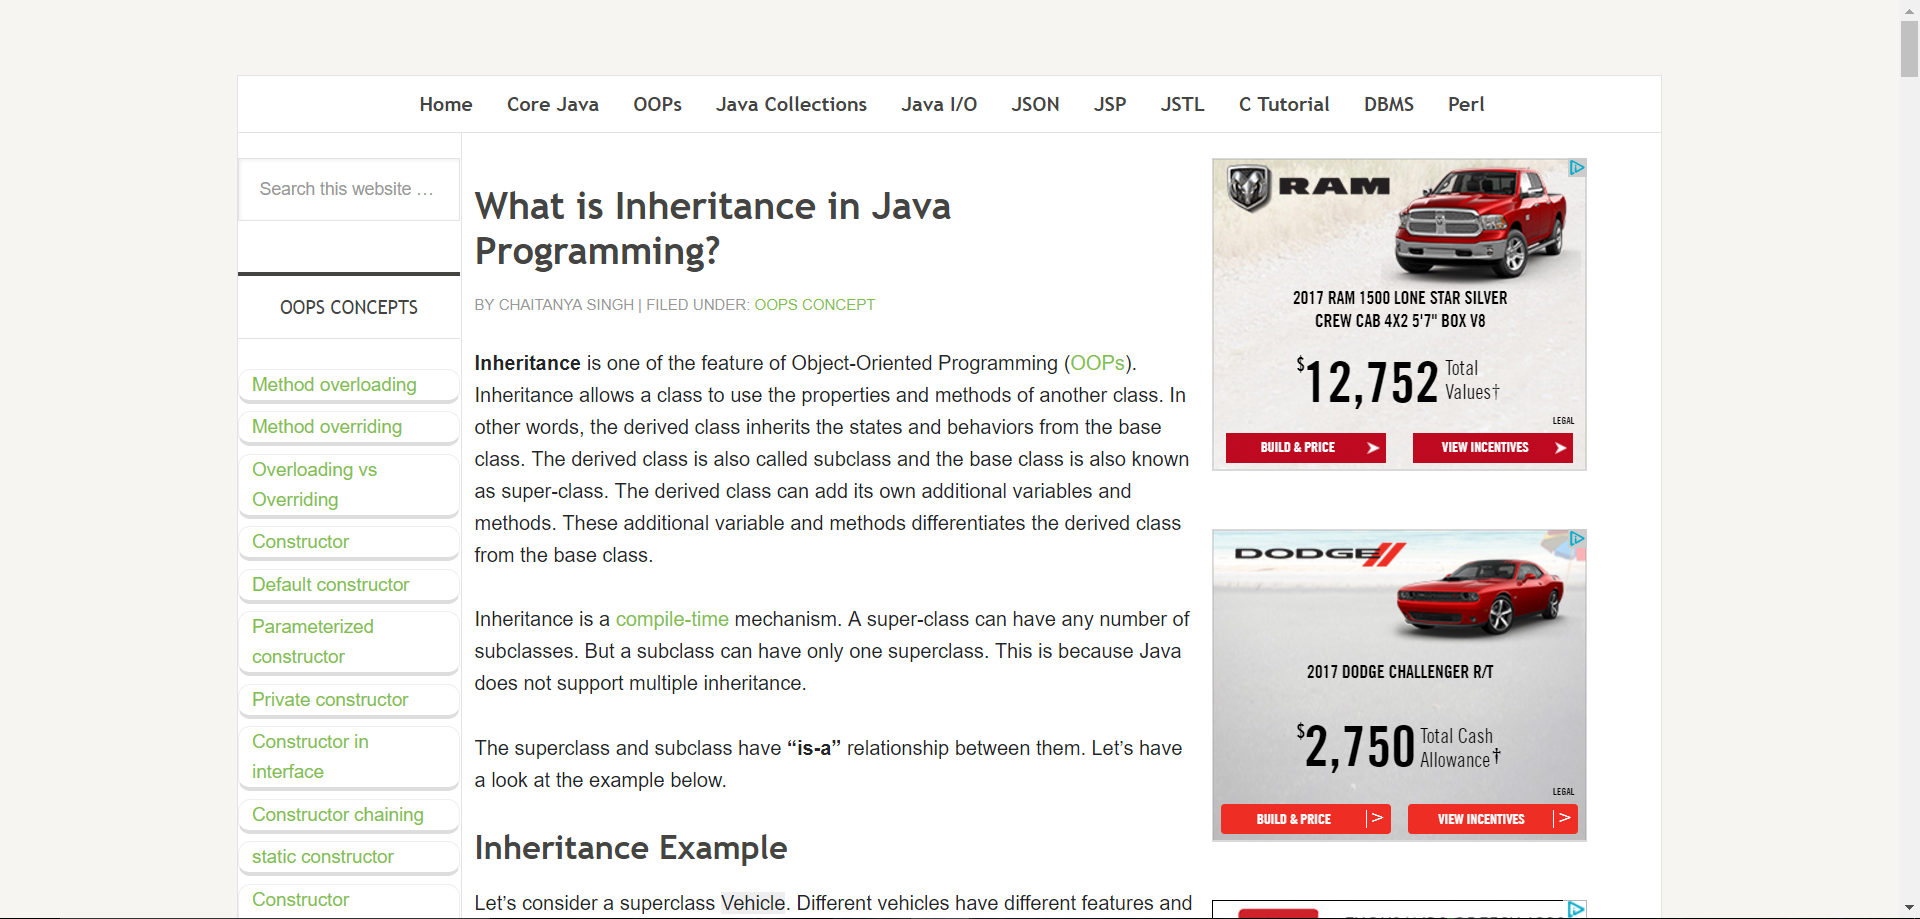 Home Core Java OOPs Java Collections Java I/O JSON JSP JSTL C Tutorial DBMS Perl
Search this website …
OOPS CONCEPTS
Method overloading
Method overriding
Overloading vs
Overriding
Constructor
Default constructor
Parameterized
constructor
Private constructor
Constructor in
interface
Constructor chaining
static constructor
Constructor
What is Inheritance in Java
Programming?
BY CHAITANYA SINGH | FILED UNDER: OOPS CONCEPT
Inheritance is one of the feature of Object-Oriented Programming (OOPs).
Inheritance allows a class to use the properties and methods of another class. In
other words, the derived class inherits the states and behaviors from the base
class. The derived class is also called subclass and the base class is also known
as super-class. The derived class can add its own additional variables and
methods. These additional variable and methods differentiates the derived class
from the base class.
Inheritance is a compile-time mechanism. A super-class can have any number of
subclasses. But a subclass can have only one superclass. This is because Java
does not support multiple inheritance.
The superclass and subclass have “is-a” relationship between them. Let’s have
a look at the example below.
Inheritance Example
Let’s consider a superclass Vehicle. Different vehicles have different features and
RAM
2017 RAM 1500 LONE STAR SILVER
CREW CAB 4X2 5'7" BOX V8
$12,752 Total
Values†
LEGAL
BUILD & PRICE VIEW INCENTIVES
DODGE
2017 DODGE CHALLENGER R/T
$2,750 Total Cash
Allowance†
LEGAL
BUILD & PRICE VIEW INCENTIVES